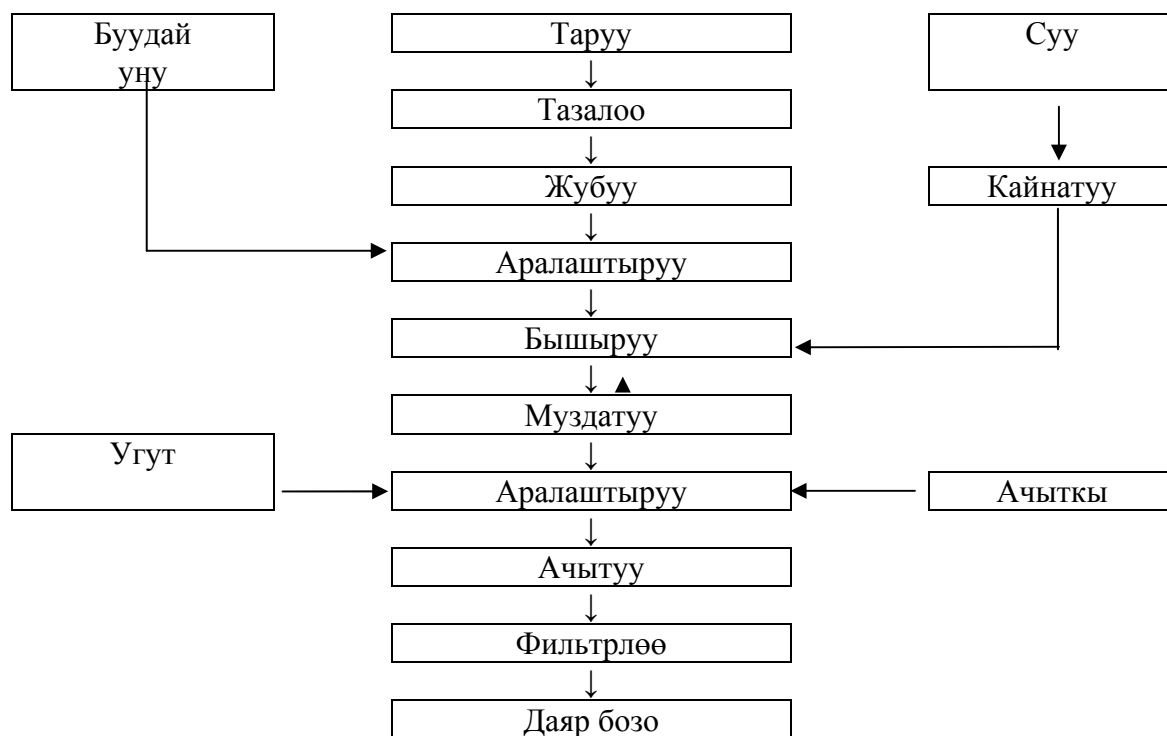 Буудай
уну
Таруу
Суу
Тазалоо
Жубуу
Кайнатуу
Аралаштыруу
Бышыруу
Муздатуу
Угут
Аралаштыруу
Ачыткы
Ачытуу
Фильтрлөө
Даяр бозо